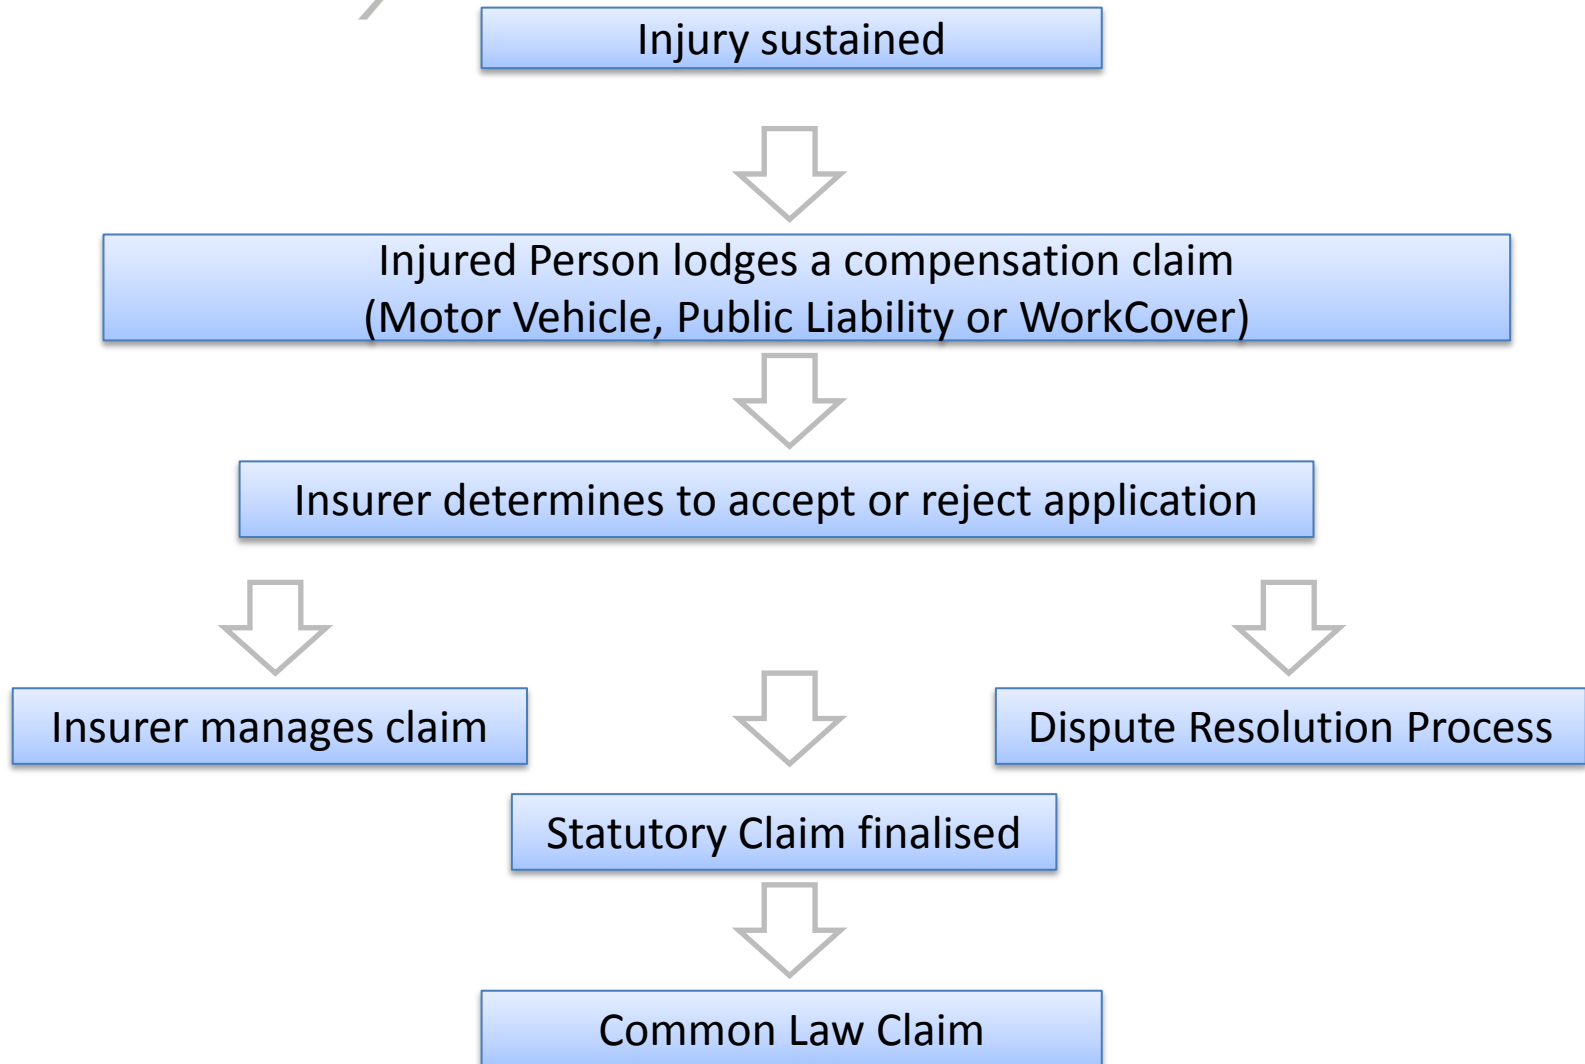 Injury sustained
Injured Person lodges a compensation claim
(Motor Vehicle, Public Liability or WorkCover)
Insurer determines to accept or reject application
Insurer manages claim
Dispute Resolution Process
Statutory Claim finalised
Common Law Claim